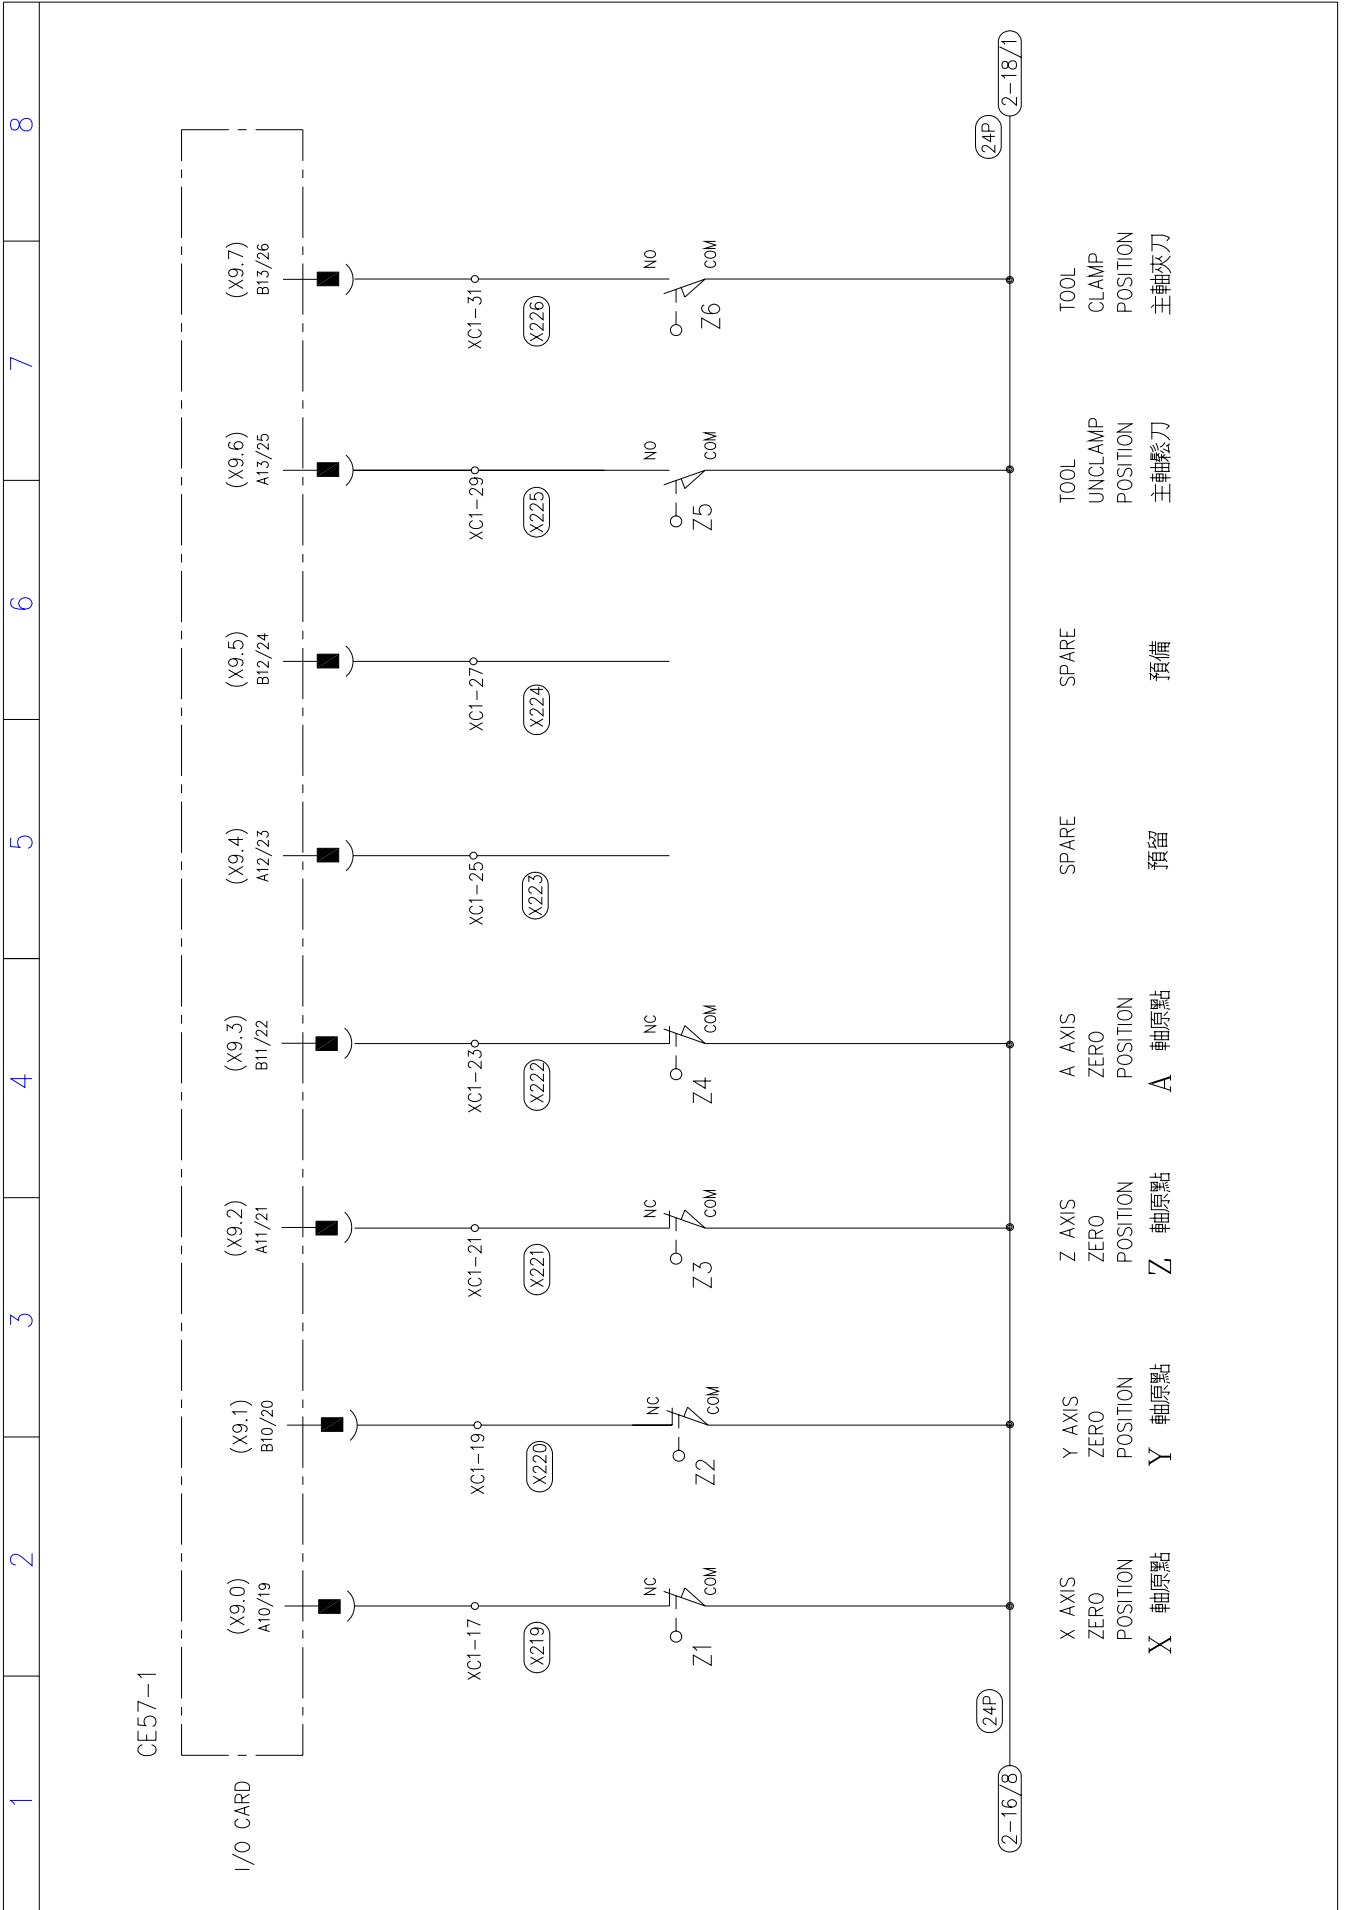 1
2
3
4
5
6
7
8
CE57-1
I/O CARD
(X9.0)
A10/19
(X9.1)
B10/20
(X9.2)
A11/21
(X9.3)
B11/22
(X9.4)
A12/23
(X9.5)
B12/24
(X9.6)
A13/25
(X9.7)
B13/26
XC1-17
XC1-19
XC1-21
XC1-23
XC1-25
XC1-27
XC1-29
XC1-31
X219
X220
X221
X222
X223
X224
X225
X226
NC
NC
NC
NC
NO
NO
Z1
COM
Z2
COM
Z3
COM
Z4
COM
Z5
COM
Z6
COM
24P
24P
2-16/8
2-18/1
X AXIS
ZERO
POSITION
X 軸原點
Y AXIS
ZERO
POSITION
Y 軸原點
Z AXIS
ZERO
POSITION
Z 軸原點
A AXIS
ZERO
POSITION
A 軸原點
SPARE
預留
SPARE
預備
TOOL
UNCLAMP
POSITION
主軸鬆刀
TOOL
CLAMP
POSITION
主軸夾刀